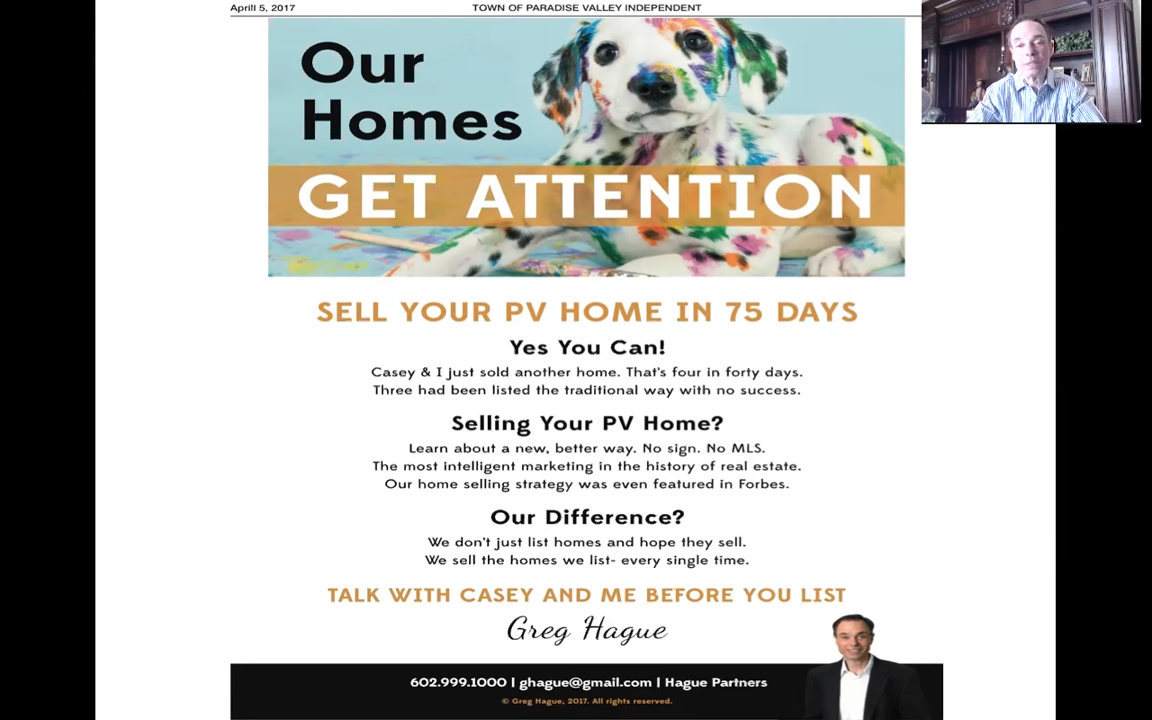 Aprill 5, 2017
TOWN OF PARADISE VALLEY INDEPENDENT
Our
Homes
GET ATTENTION
SELL YOUR PV HOME IN 75 DAYS
Yes You Can!
Casey & I just sold another home. That's four in forty days.
Three had been listed the traditional way with no success.
Selling Your PV Home?
Learn about a new, better way. No sign. No MLS.
The most intelligent marketing in the history of real estate.
Our home selling strategy was even featured in Forbes.
Our Difference?
We don't just list homes and hope they sell.
We sell the homes we list- every single time.
TALK WITH CASEY AND ME BEFORE YOU LIST
Greg Hague
602.999.1000 | ghague@gmail.com | Hague Partners
© Greg Hague, 2017. All rights reserved.